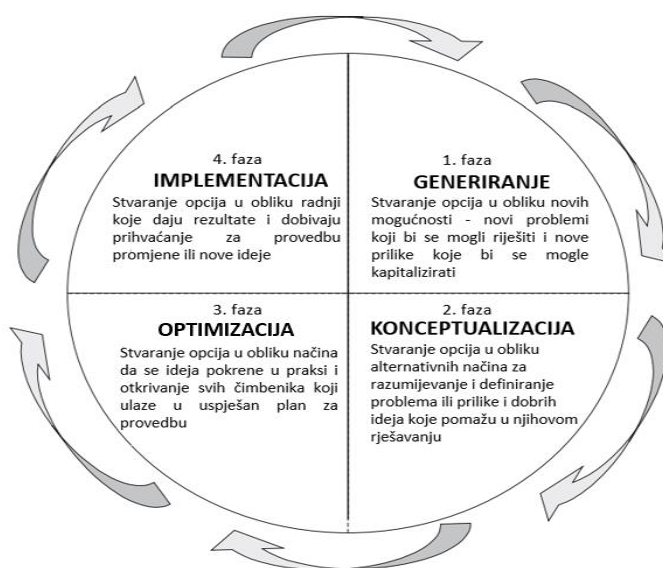 4. faza
IMPLEMENTACIJA
Stvaranje opcija u obliku radnji
koje daju rezultate i dobivaju
prihvaćanje za provedbu
promjene ili nove ideje
1. faza
GENERIRANJE
Stvaranje opcija u obliku novih
mogućnosti - novi problemi
koji bi se mogli riješiti i nove
prilike koje bi se mogle
kapitalizirati
3. faza
OPTIMIZACIJA
Stvaranje opcija u obliku načina
da se ideja pokrene u praksi i
otkrivanje svih čimbenika koji
ulaze u uspješan plan za
provedbu
2. faza
KONCEPTUALIZACIJA
Stvaranje opcija u obliku
alternativnih načina za
razumijevanje i definiranje
problema ili prilike i dobrih
ideja koje pomažu u njihovom
rješavanju